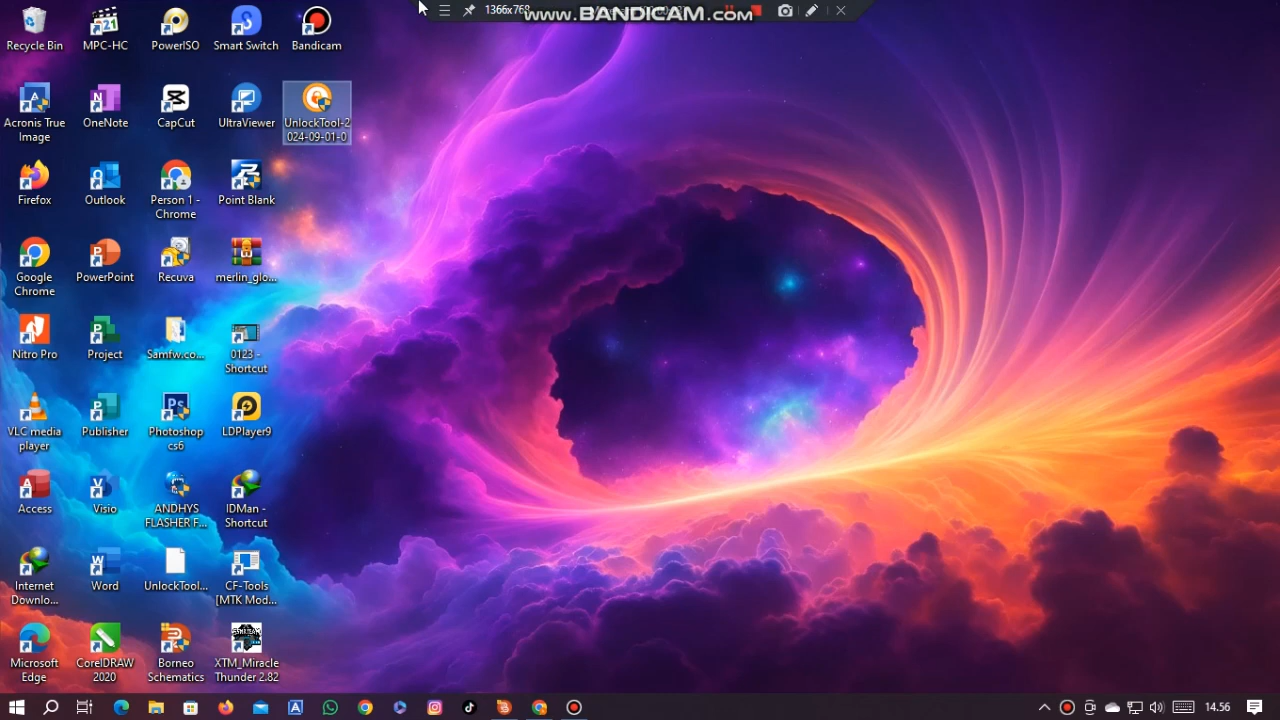 1366x768
www.BANDICAM.com
Recycle Bin
MPC-HC
PowerISO
Smart Switch
Bandicam
Acronis True
Image
OneNote
CapCut
UltraViewer
UnlockTool-2
024-09-01-0
Firefox
Outlook
Person 1 -
Chrome
Point Blank
Google
Chrome
PowerPoint
Recuva
merlin_glo...
Nitro Pro
Project
Samfw.co...
0123 -
Shortcut
VLC media
player
Publisher
Photoshop
cs6
LDPlayer9
Access
Visio
ANDHYS
FLASHER F...
IDMan -
Shortcut
Internet
Downlo...
Word
UnlockTool...
CF-Tools
[MTK Mod...
Microsoft
Edge
CorelDRAW
2020
Borneo
Schematics
XTM_Miracle
Thunder 2.82
14.56